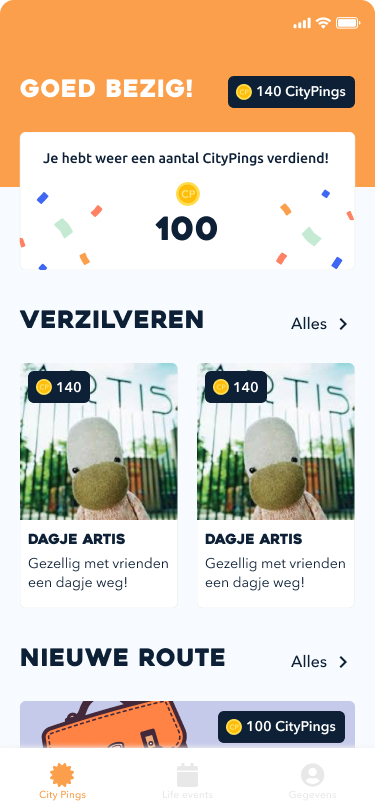 GOED BEZIG!
CP 140 CityPings
Je hebt weer een aantal CityPings verdiend!
CP
100
VERZILVEREN
Alles
CP 140
CP 140
ARTIS
ARTIS
DAGJE ARTIS
DAGJE ARTIS
Gezellig met vrienden
een dagje weg!
Gezellig met vrienden
een dagje weg!
NIEUWE ROUTE
Alles
CP 100 CityPings
City Pings
Life events
Gegevens